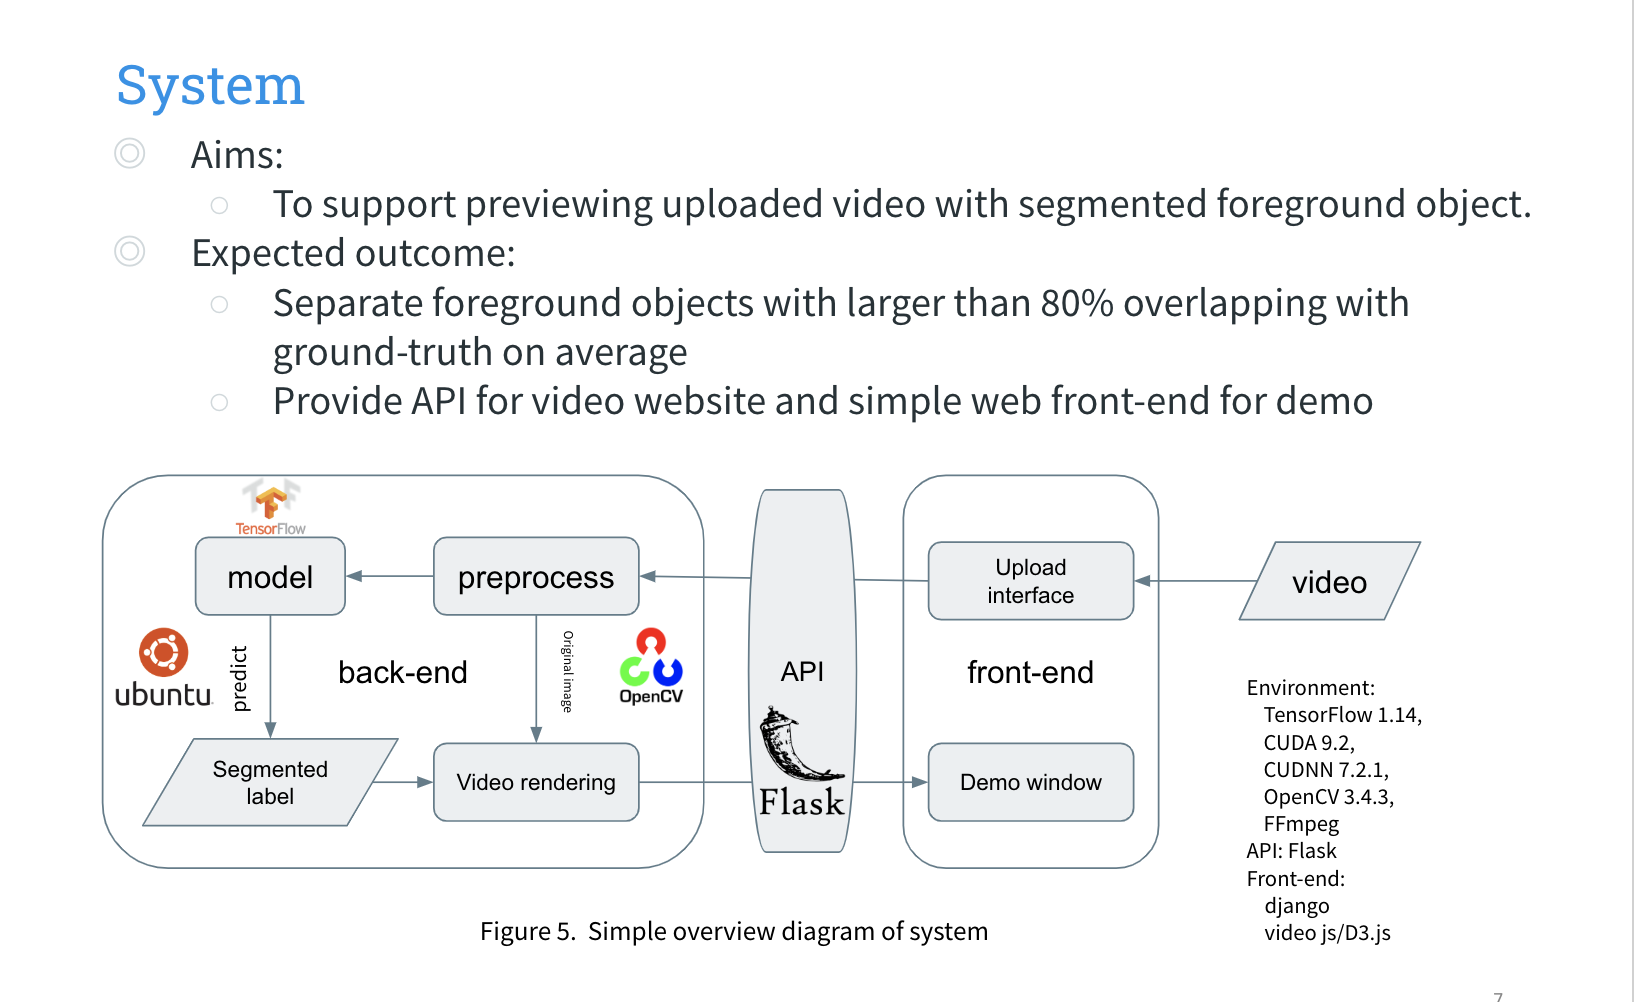 System
Aims:
To support previewing uploaded video with segmented foreground object.
Expected outcome:
Separate foreground objects with larger than 80% overlapping with
ground-truth on average
Provide API for video website and simple web front-end for demo
TensorFlow
model
preprocess
Upload
interface
video
ubuntu
predict
back-end
Original image
OpenCV
API
front-end
Segmented
label
Video rendering
Flask
Demo window
Environment:
TensorFlow 1.14,
CUDA 9.2,
CUDNN 7.2.1,
OpenCV 3.4.3,
FFmpeg
API: Flask
Front-end:
django
video js/D3.js
Figure 5. Simple overview diagram of system
7